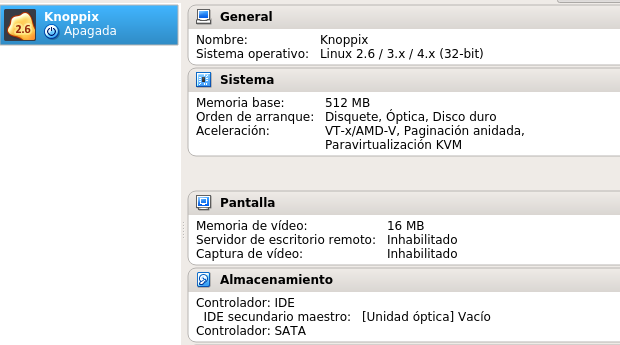 Knoppix
2.6
Apagada
General
Nombre: Knoppix
Sistema operativo: Linux 2.6 / 3.x / 4.x (32-bit)
Sistema
Memoria base: 512 MB
Orden de arranque: Disquete, Óptica, Disco duro
Aceleración: VT-x/AMD-V, Paginación anidada,
Paravirtualización KVM
Pantalla
Memoria de vídeo: 16 MB
Servidor de escritorio remoto: Inhabilitado
Captura de vídeo: Inhabilitado
Almacenamiento
Controlador: IDE
IDE secundario maestro: [Unidad óptica] Vacío
Controlador: SATA